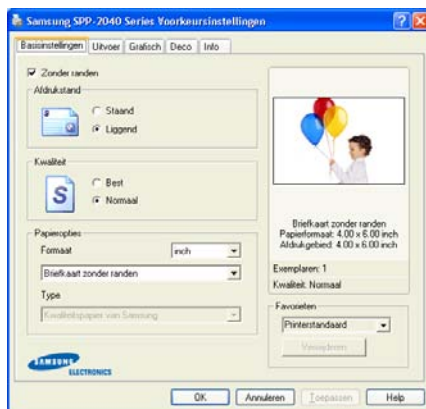 Samsung SPP-2040 Series Voorkeursinstellingen
Basisinstellingen Uitvoer Grafisch Deco Info
Zonder randen
Afdrukstand
Staand
Liggend
Kwaliteit
S
Best
Normaal
Papieropties
Formaat inch
Briefkaart zonder randen
Type
Kwaliteitspapier van Samsung
SAMSUNG
ELECTRONICS
Briefkaart zonder randen
Papierformaat: 4.00 x 6.00 inch
Afdrukgebied: 4.00 x 6.00 inch
Exemplaren: 1
Kwaliteit: Normaal
Favorieten
Printerstandaard
Verwijderen
OK Annuleren Toepassen Help